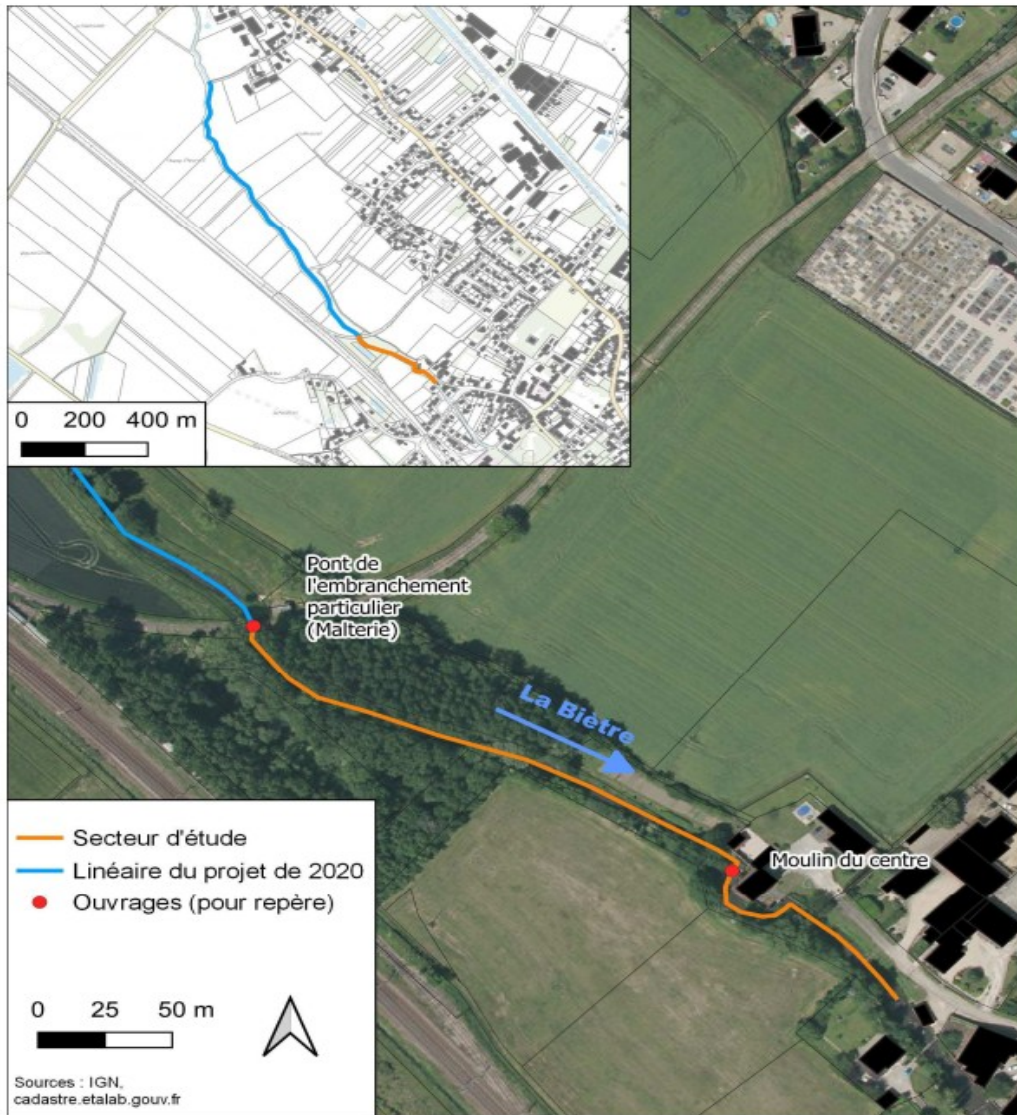 0 200 400 m
Pont de
l'embranchement
particulier
(Malterie)
La Biètre
Moulin du centre
Secteur d'étude
Linéaire du projet de 2020
Ouvrages (pour repère)
0 25 50 m
Sources : IGN,
cadastre.etalab.gouv.fr